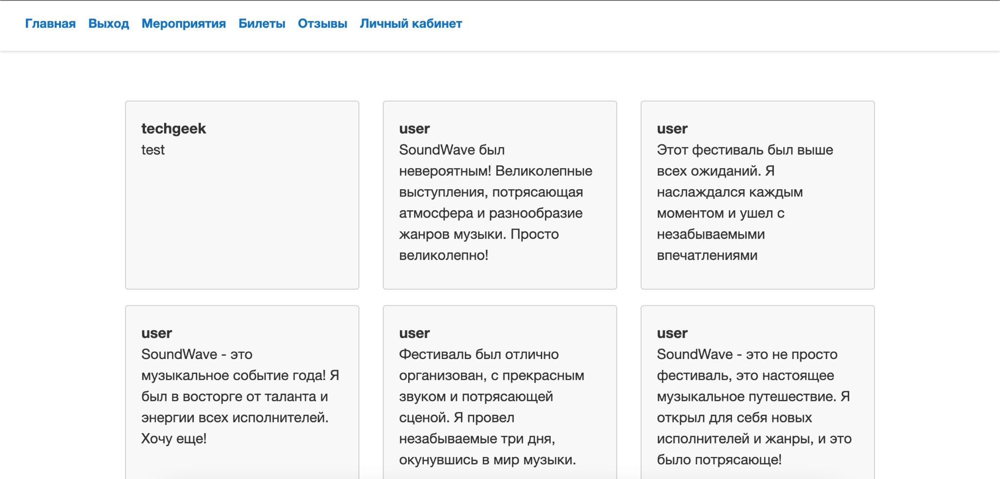 Главная Выход Мероприятия Билеты Отзывы Личный кабинет
techgeek
test
user
SoundWave был
невероятным! Великолепные
выступления, потрясающая
атмосфера и разнообразие
жанров музыки. Просто
великолепно!
user
Этот фестиваль был выше
всех ожиданий. Я
наслаждался каждым
моментом и ушел с
незабываемыми
впечатлениями
user
SoundWave - это
музыкальное событие года! Я
был в восторге от таланта и
энергии всех исполнителей.
Хочу еще!
user
Фестиваль был отлично
организован, с прекрасным
звуком и потрясающей
сценой. Я провел
незабываемые три дня,
окунувшись в мир музыки.
user
SoundWave - это не просто
фестиваль, это настоящее
музыкальное путешествие. Я
открыл для себя новых
исполнителей и жанры, и это
было потрясающе!